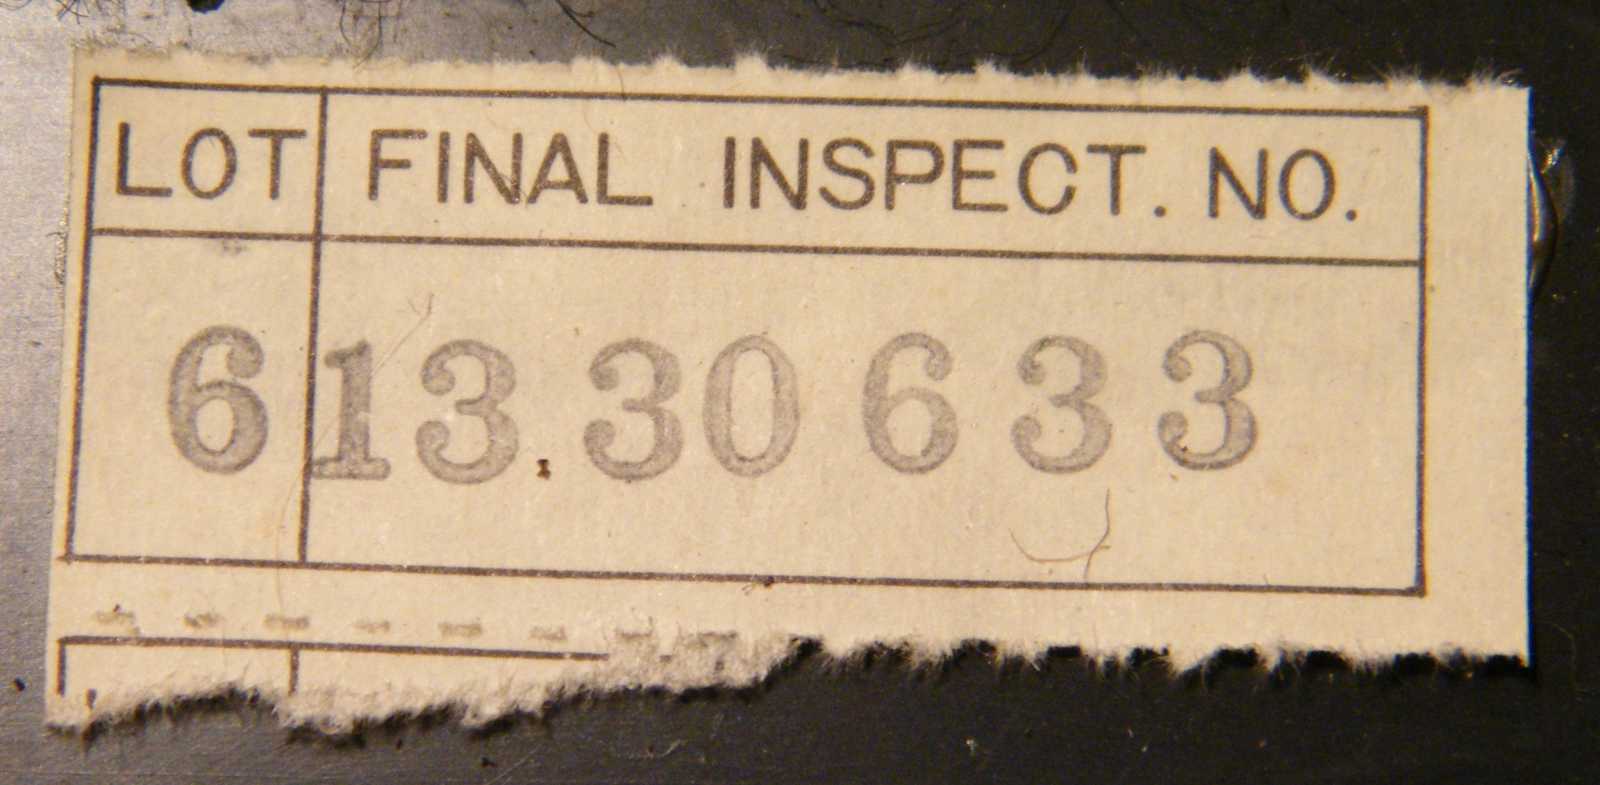 LOT FINAL INSPECT. NO.
6 13.30 6 3 3